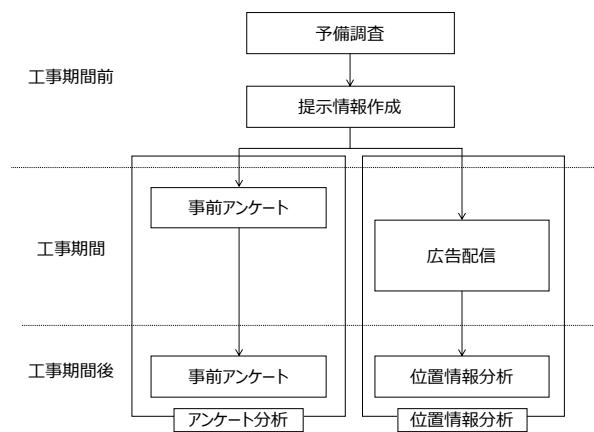 予備調査
工事期間前
提示情報作成
事前アンケート
工事期間
広告配信
工事期間後
事前アンケート
位置情報分析
アンケート分析
位置情報分析